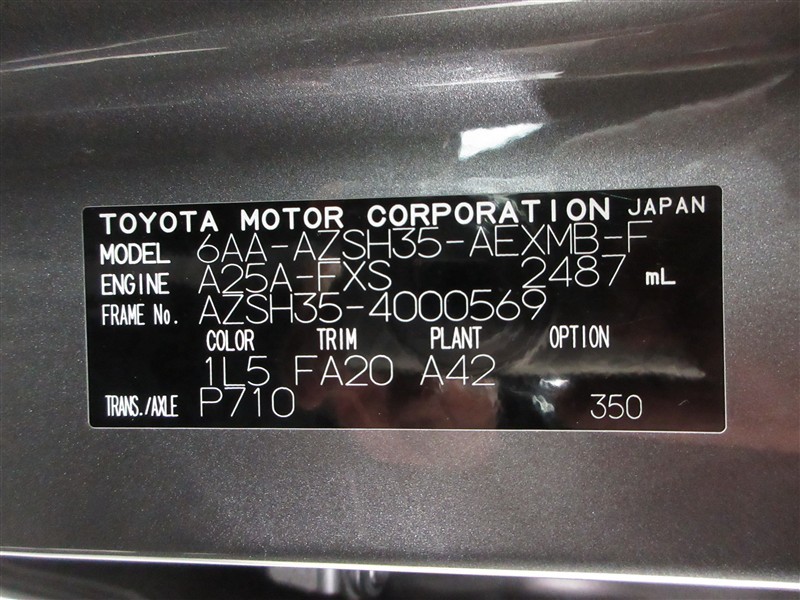 TOYOTA MOTOR CORPORATION JAPAN
MODEL 6AA-AZSH35-AEXMB-F
ENGINE A25A-FXS 2487 mL
FRAME No. AZSH35-4000569
COLOR TRIM PLANT OPTION
1L5 FA20 A42
TRANS./AXLE P710 350